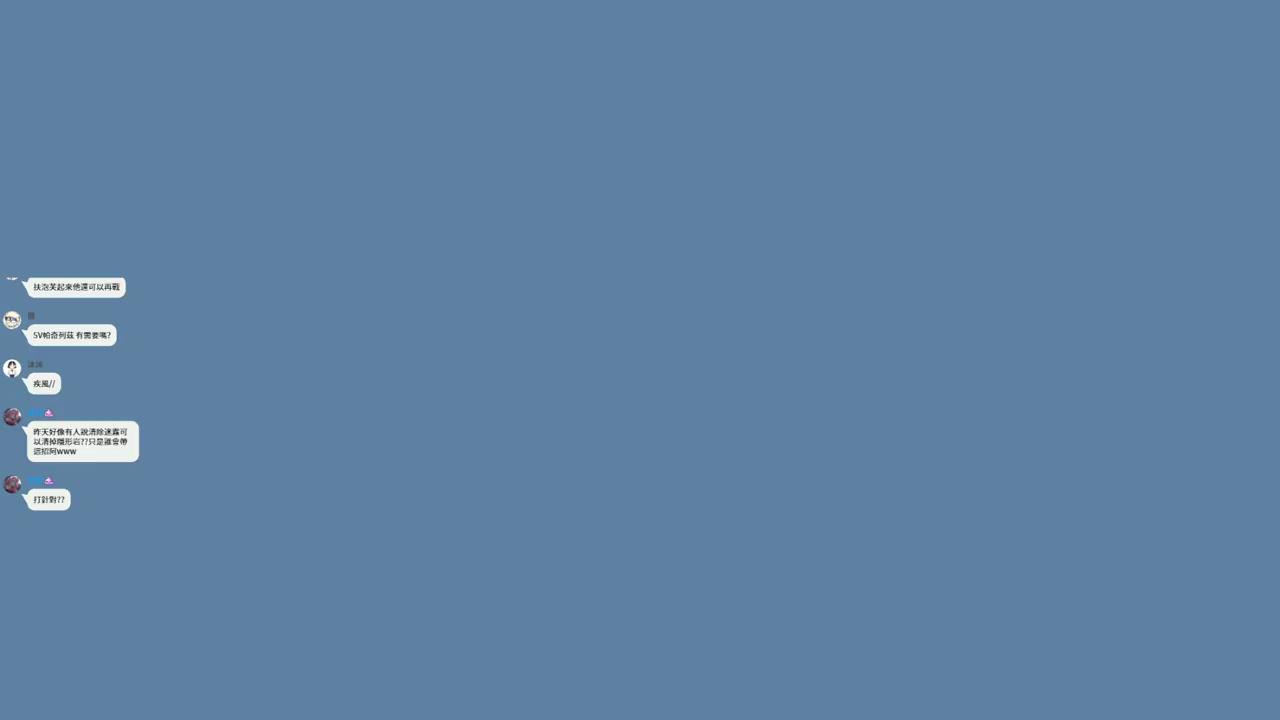 扶泡芙起來他還可以再戰
5V帕奇列茲 有需要嗎?
疾風//
昨天好像有人說清除迷霧可
以清掉隱形岩??只是誰會帶
這招阿www
打針對??